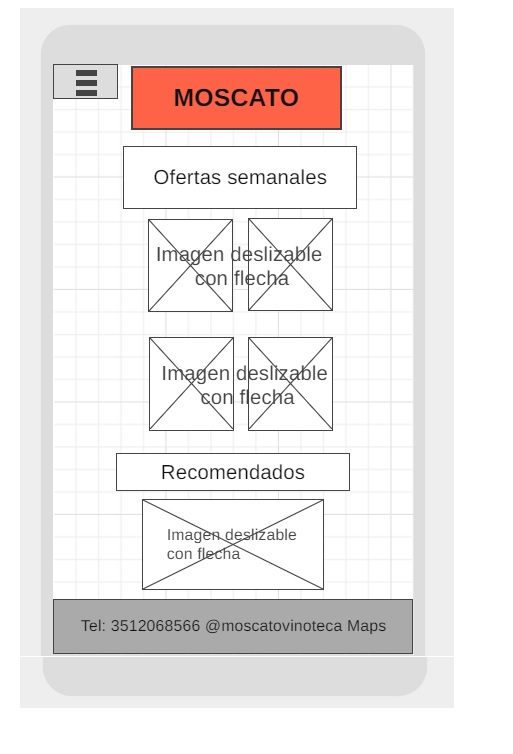 MOSCATO
Ofertas semanales
Imagen deslizable
con flecha
Imagen deslizable
con flecha
Recomendados
Imagen deslizable
con flecha
Tel: 3512068566 @moscatovinoteca Maps